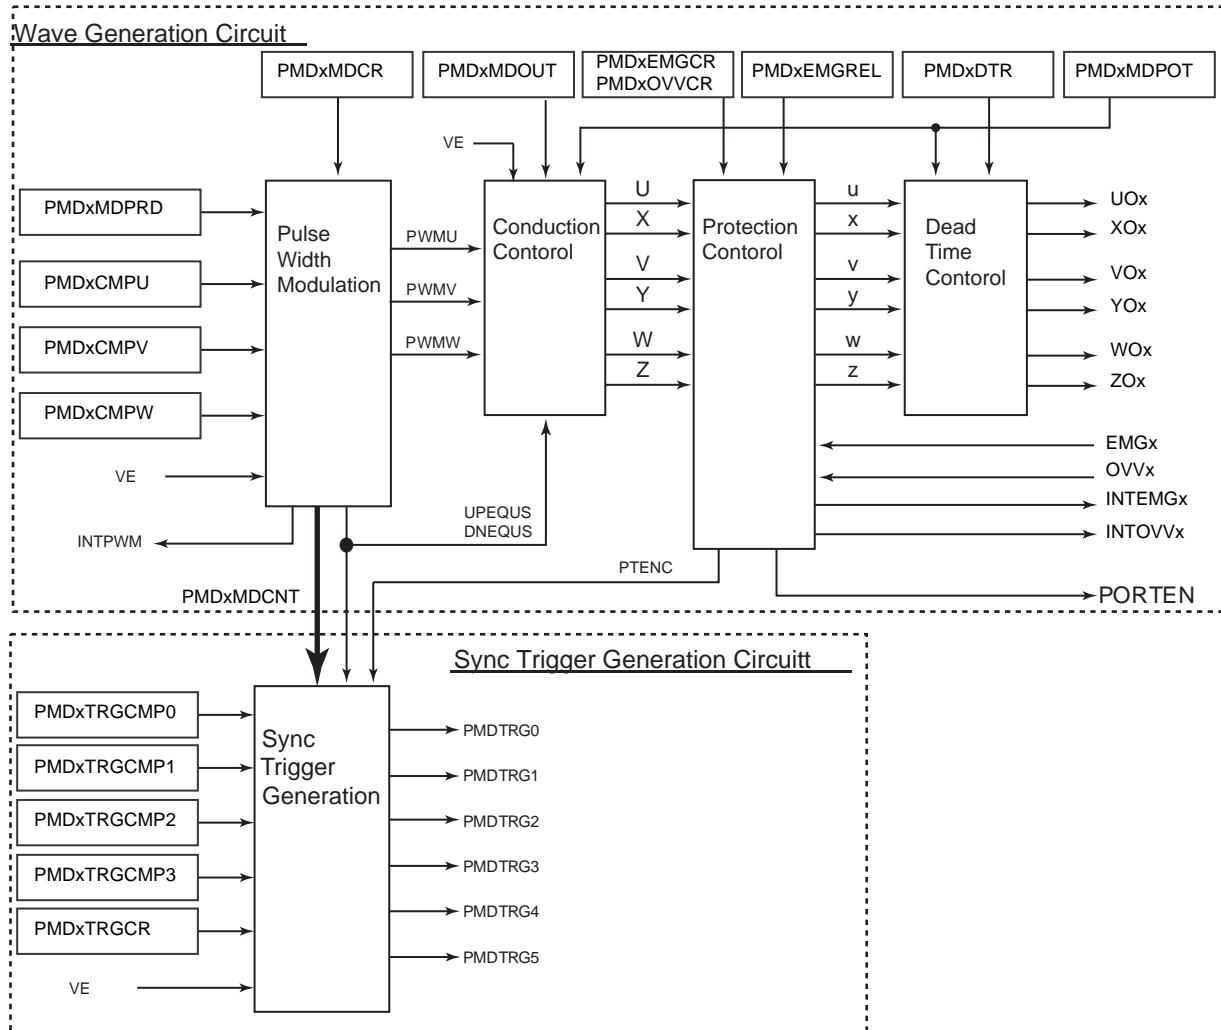 Wave Generation Circuit
PMDxMDCR
PMDxMDOUT
PMDxEMGCR
PMDxOVVCR
PMDxEMGREL
PMDxDTR
PMDxMDPOT
VE
PMDxMDPRD
PMDxCMPU
PMDxCMPV
PMDxCMPW
VE
Pulse
Width
Modulation
PWMU
PWMV
PWMW
Conduction
Contorol
U
X
V
Y
W
Z
Protection
Contorol
u
x
v
y
w
z
Dead
Time
Contorol
UOx
XOx
VOx
YOx
WOx
ZOx
EMGx
OVVx
INTEMGx
INTOVVx
INTPWM
UPEQUS
DNEQUS
PTENC
PMDxMDCNT
PORTEN
Sync Trigger Generation Circuitt
PMDxTRGCMP0
PMDxTRGCMP1
PMDxTRGCMP2
PMDxTRGCMP3
PMDxTRGCR
VE
Sync
Trigger
Generation
PMDTRG0
PMDTRG1
PMDTRG2
PMDTRG3
PMDTRG4
PMDTRG5